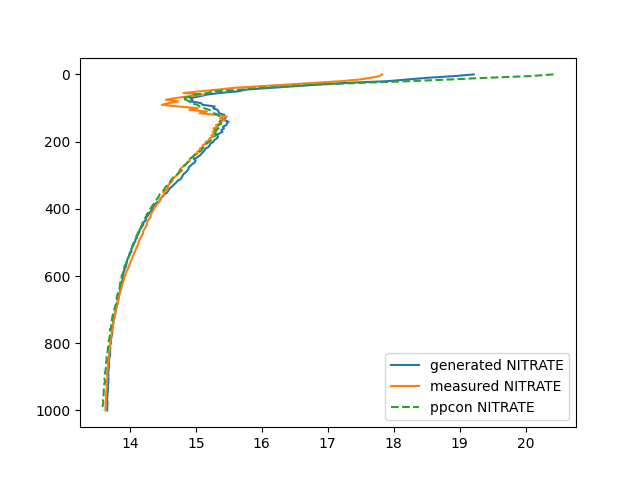 0
200
400
600
800
1000
14 15 16 17 18 19 20
generated NITRATE
measured NITRATE
ppcon NITRATE